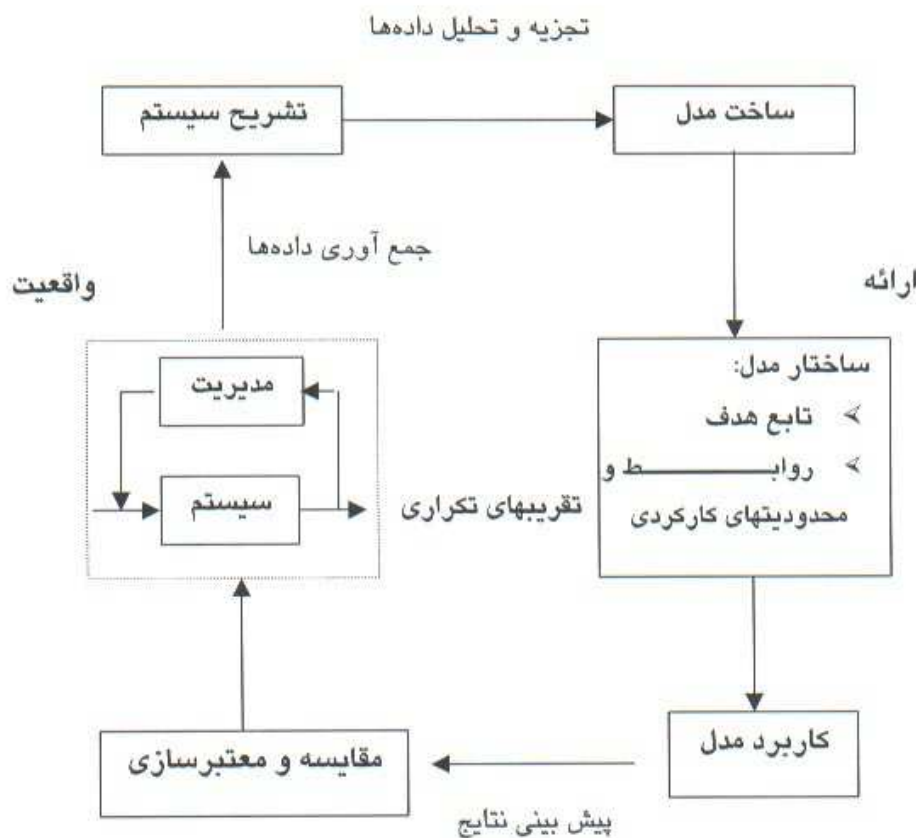 تجزیه و تحلیل داده‌ها
ساخت مدل
تشریح سیستم
جمع آوری داده‌ها
ارائه
واقعیت
ساختار مدل:
➢ تابع هدف
➢ روابـــــــــــط و
محدودیتهای کارکردی
مدیریت
سیستم
تقریبهای تکراری
کاربرد مدل
مقایسه و معتبرسازی
پیش بینی نتایج